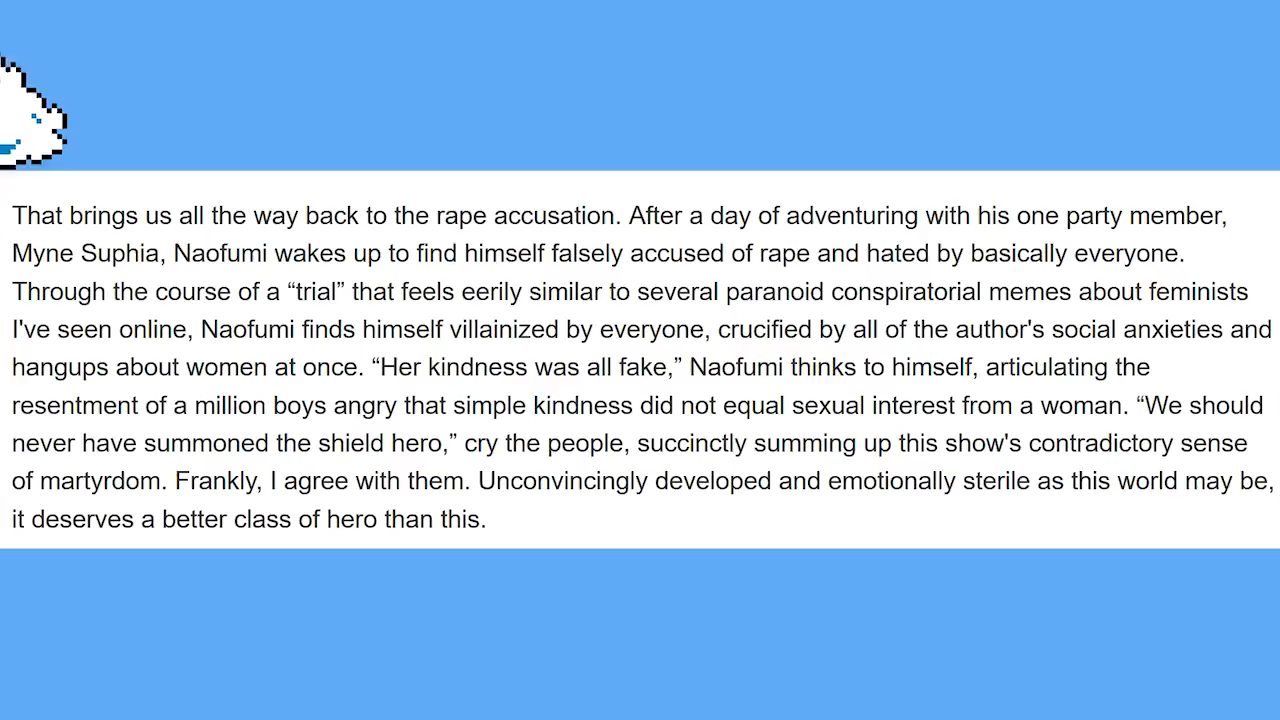 That brings us all the way back to the rape accusation. After a day of adventuring with his one party member,
Myne Suphia, Naofumi wakes up to find himself falsely accused of rape and hated by basically everyone.
Through the course of a “trial” that feels eerily similar to several paranoid conspiratorial memes about feminists
I've seen online, Naofumi finds himself villainized by everyone, crucified by all of the author's social anxieties and
hangups about women at once. “Her kindness was all fake,” Naofumi thinks to himself, articulating the
resentment of a million boys angry that simple kindness did not equal sexual interest from a woman. “We should
never have summoned the shield hero,” cry the people, succinctly summing up this show's contradictory sense
of martyrdom. Frankly, I agree with them. Unconvincingly developed and emotionally sterile as this world may be,
it deserves a better class of hero than this.